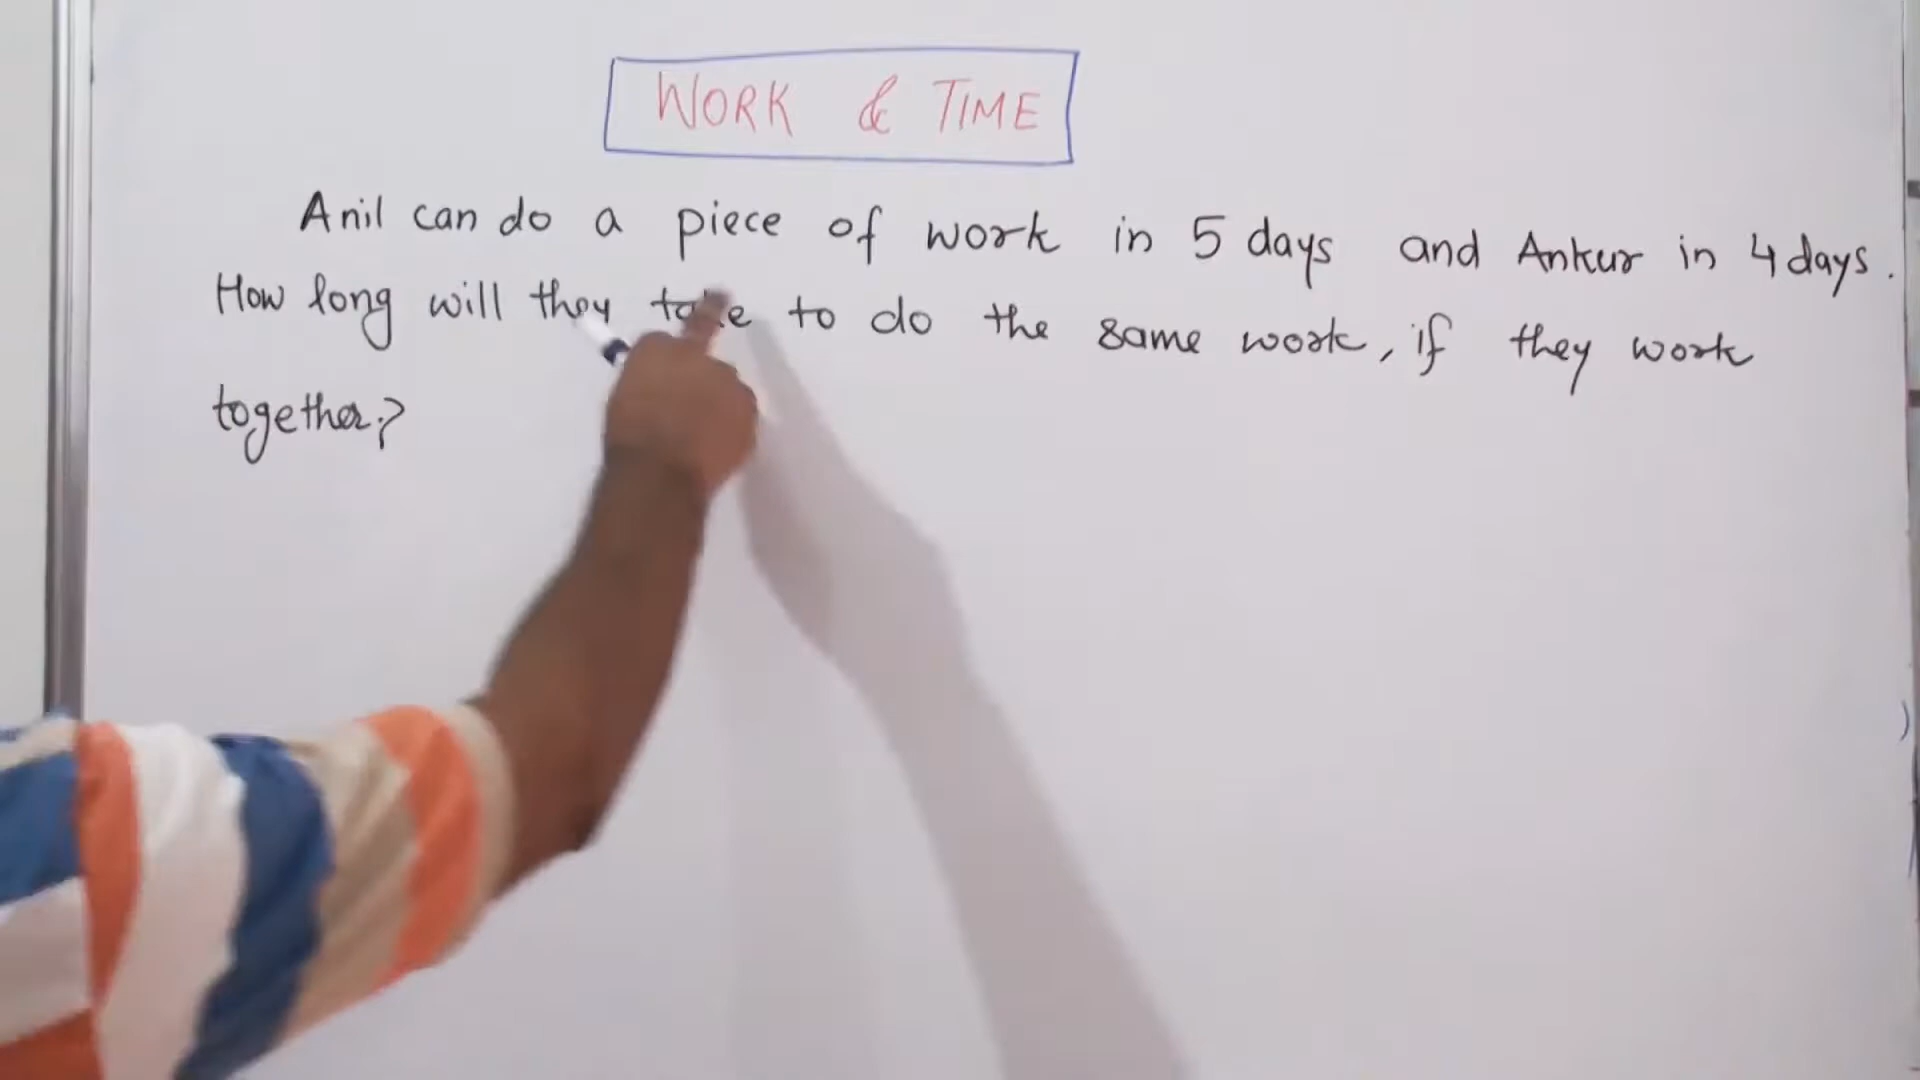 WORK & TIME
Anil can do a piece of work in 5 days and Ankur in 4 days.
How long will they take to do the same work, if they work
together?